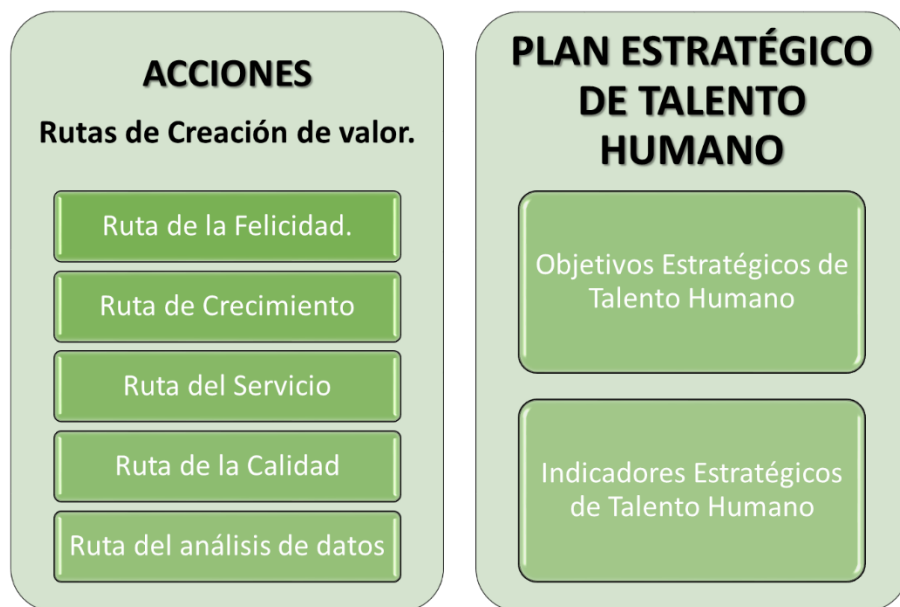 ACCIONES
Rutas de Creación de valor.
Ruta de la Felicidad.
Ruta de Crecimiento
Ruta del Servicio
Ruta de la Calidad
Ruta del análisis de datos
PLAN ESTRATÉGICO
DE TALENTO
HUMANO
Objetivos Estratégicos de
Talento Humano
Indicadores Estratégicos
de Talento Humano